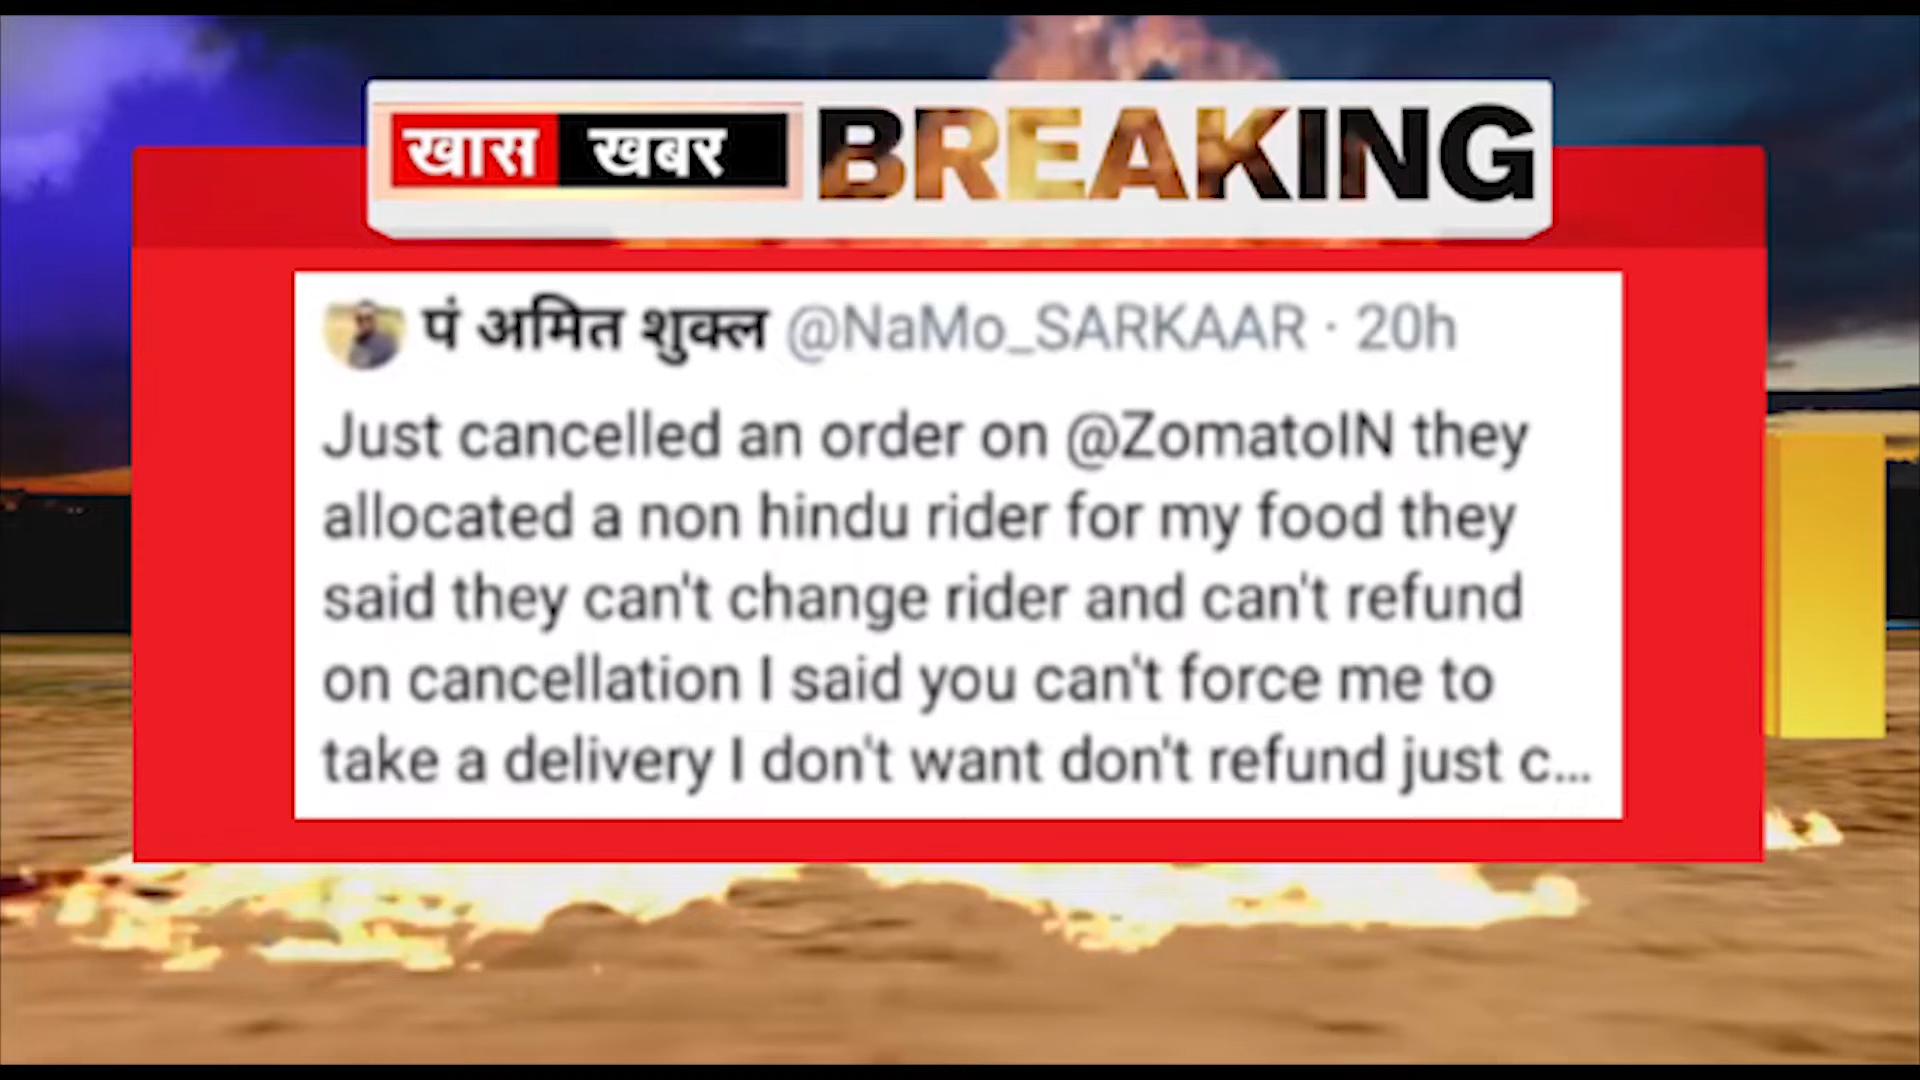 खास खबर BREAKING
पं अमित शुक्ल @NaMo_SARKAAR · 20h
Just cancelled an order on @ZomatoIN they
allocated a non hindu rider for my food they
said they can't change rider and can't refund
on cancellation I said you can't force me to
take a delivery I don't want don't refund just c...